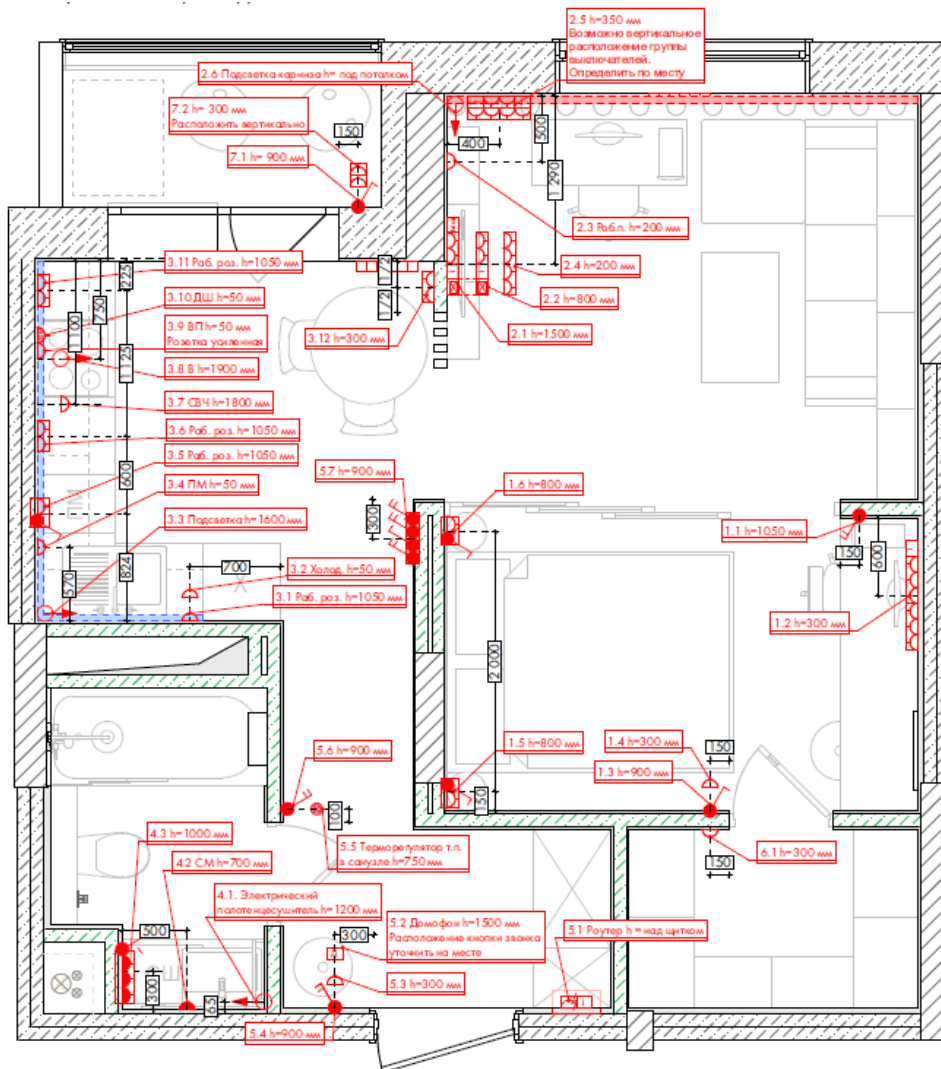 2.5 h=350 мм
Возможно вертикальное
расположение группы
выключателей.
Определить по месту
2.6 Подсветка карниза h= под потолком
7.2 h= 300 мм
Расположить вертикально
150
7.1 h= 900 мм
400
500
1 290
2.3 Раб.п. h=200 мм
2.4 h=200 мм
2.2 h=800 мм
2.1 h=1500 мм
3.11 Раб. роз. h=1050 мм
225
1/2
1/2
3.10 ДШ h=50 мм
750
1100
3.9 ВП h=50 мм
Розетка усиленная
3.12 h=300 мм
1125
3.8 В h=1900 мм
3.7 СВЧ h=1800 мм
3.6 Раб. роз. h=1050 мм
3.5 Раб. роз. h=1050 мм
600
5.7 h=900 мм
1.6 h=800 мм
3.4 ПМ h=50 мм
ПМ
300
1.1 h=1050 мм
3.3 Подсветка h=1600 мм
150
600
570
824
700
3.2 Холод. h=50 мм
Х
3.1 Раб. роз. h=1050 мм
1.2 h=300 мм
2 000
5.6 h=900 мм
1.4 h=300 мм
150
1.5 h=800 мм
1.3 h=900 мм
150
100
4.3 h=1000 мм
5.5 Терморегулятор т.п.
в санузле h=750 мм
6.1 h=300 мм
150
4.2 СМ h=700 мм
4.1. Электрический
полотенцесушитель h=1200 мм
5.2 Домофон h=1500 мм
Расположение кнопки звонка
уточнить на месте
5.1 Роутер h = над щитком
500
300
300
65
5.3 h=300 мм
5.4 h=900 мм